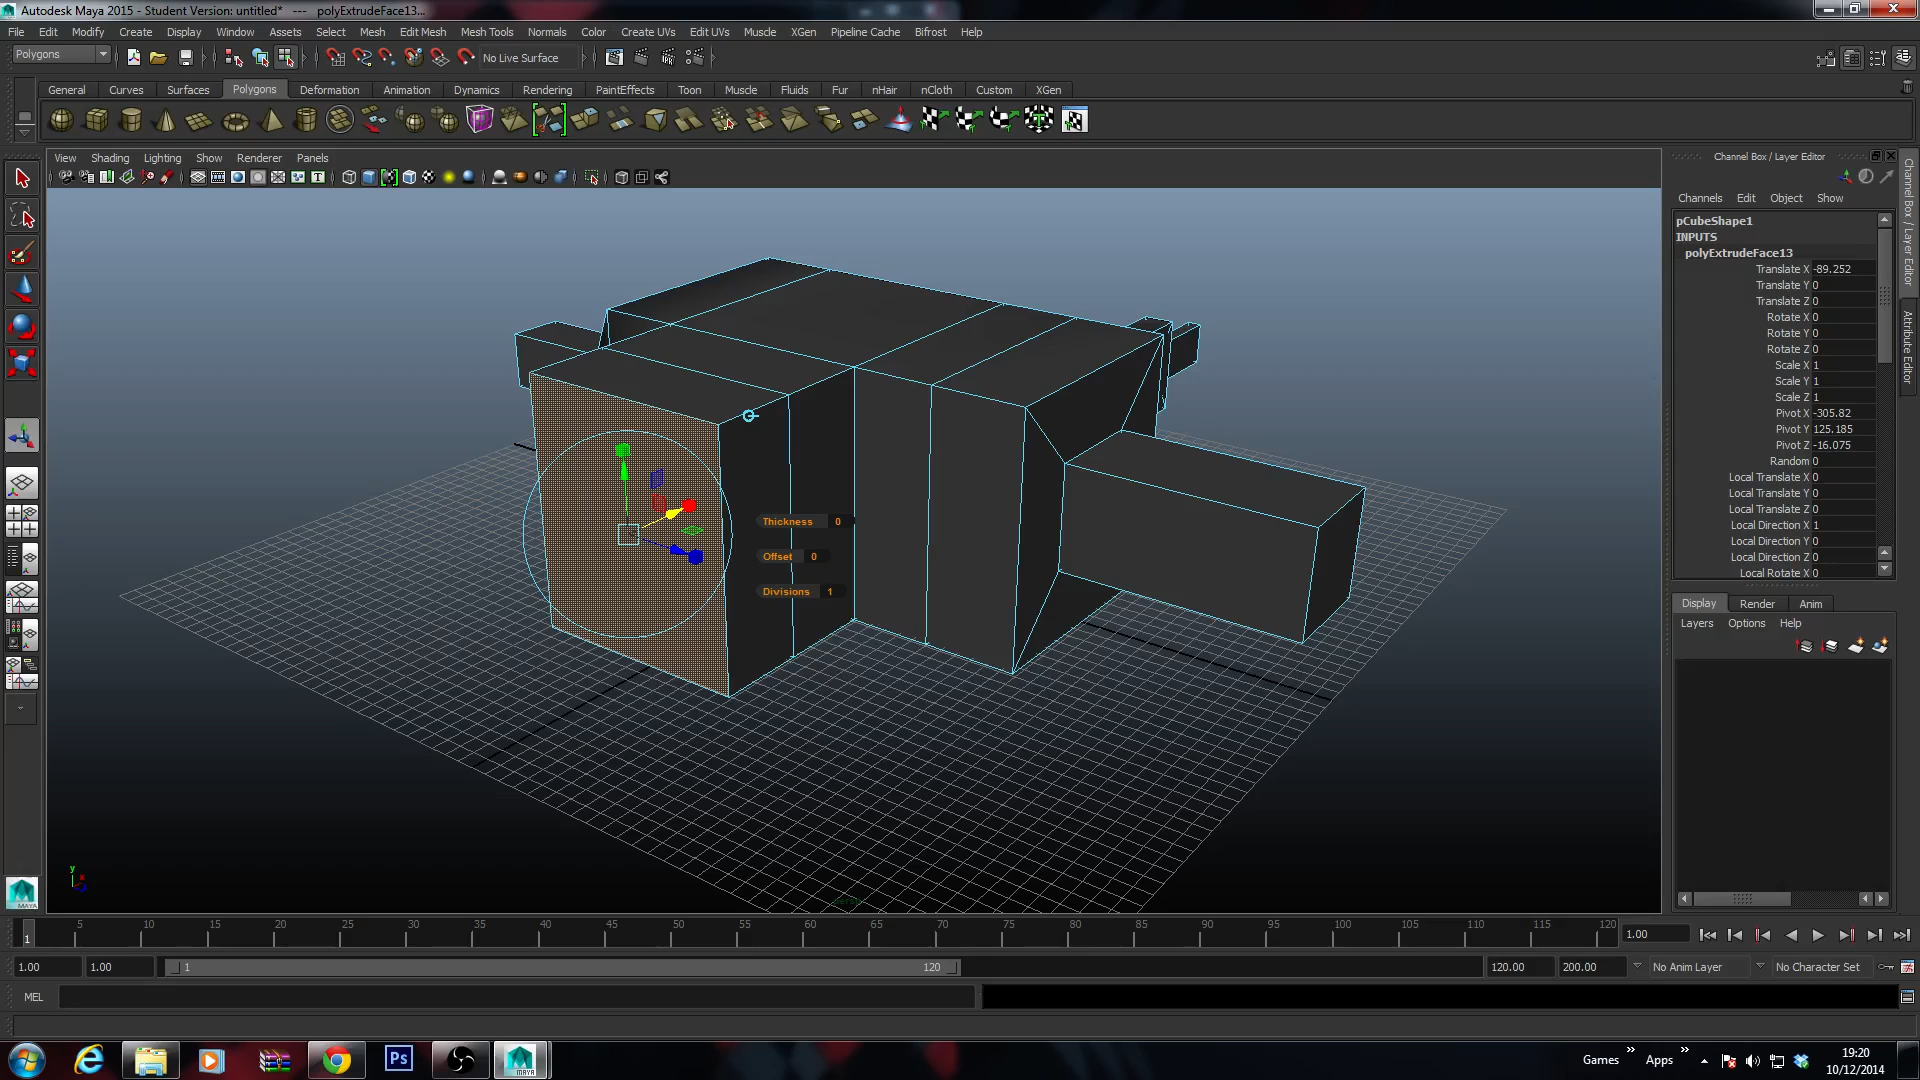 Autodesk Maya 2015 - Student Version: untitled* --- polyExtrudeFace13...
File Edit Modify Create Display Window Assets Select Mesh Edit Mesh Mesh Tools Normals Color Create UVs Edit UVs Muscle XGen Pipeline Cache Bifrost Help
Polygons No Live Surface
General Curves Surfaces Polygons Deformation Animation Dynamics Rendering PaintEffects Toon Muscle Fluids Fur nHair nCloth Custom XGen
View Shading Lighting Show Renderer Panels
Channel Box / Layer Editor
Channels Edit Object Show
pCubeShape1
INPUTS
polyExtrudeFace13
Translate X -89.252
Translate Y 0
Translate Z 0
Rotate X 0
Rotate Y 0
Rotate Z 0
Scale X 1
Scale Y 1
Scale Z 1
Pivot X -305.82
Pivot Y 125.185
Pivot Z -16.075
Random 0
Local Translate X 0
Local Translate Y 0
Local Translate Z 0
Local Direction X 1
Local Direction Y 0
Local Direction Z 0
Local Rotate X 0
Channel Box / Layer Editor
Attribute Editor
Thickness 0
Offset 0
Divisions 1
Display Render Anim
Layers Options Help
y
x
persp
MAYA
1 5 10 15 20 25 30 35 40 45 50 55 60 65 70 75 80 85 90 95 100 105 110 115 120 1.00
1.00 1.00 1 120 120.00 200.00 No Anim Layer No Character Set
MEL
Ps
MAYA
Games Apps
19:20
10/12/2014